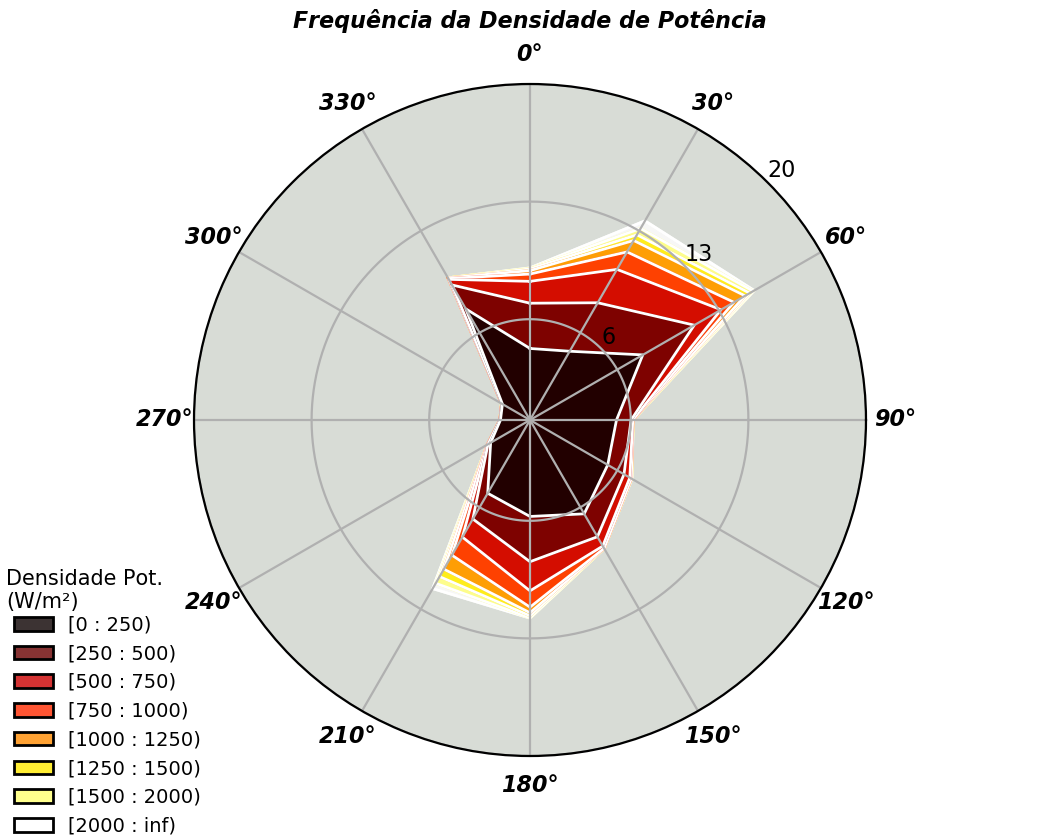 Frequência da Densidade de Potência
0°
330°
30°
20
300°
60°
13
6
270°
90°
240°
120°
210°
150°
180°
Densidade Pot.
(W/m²)
[0 : 250)
[250 : 500)
[500 : 750)
[750 : 1000)
[1000 : 1250)
[1250 : 1500)
[1500 : 2000)
[2000 : inf)